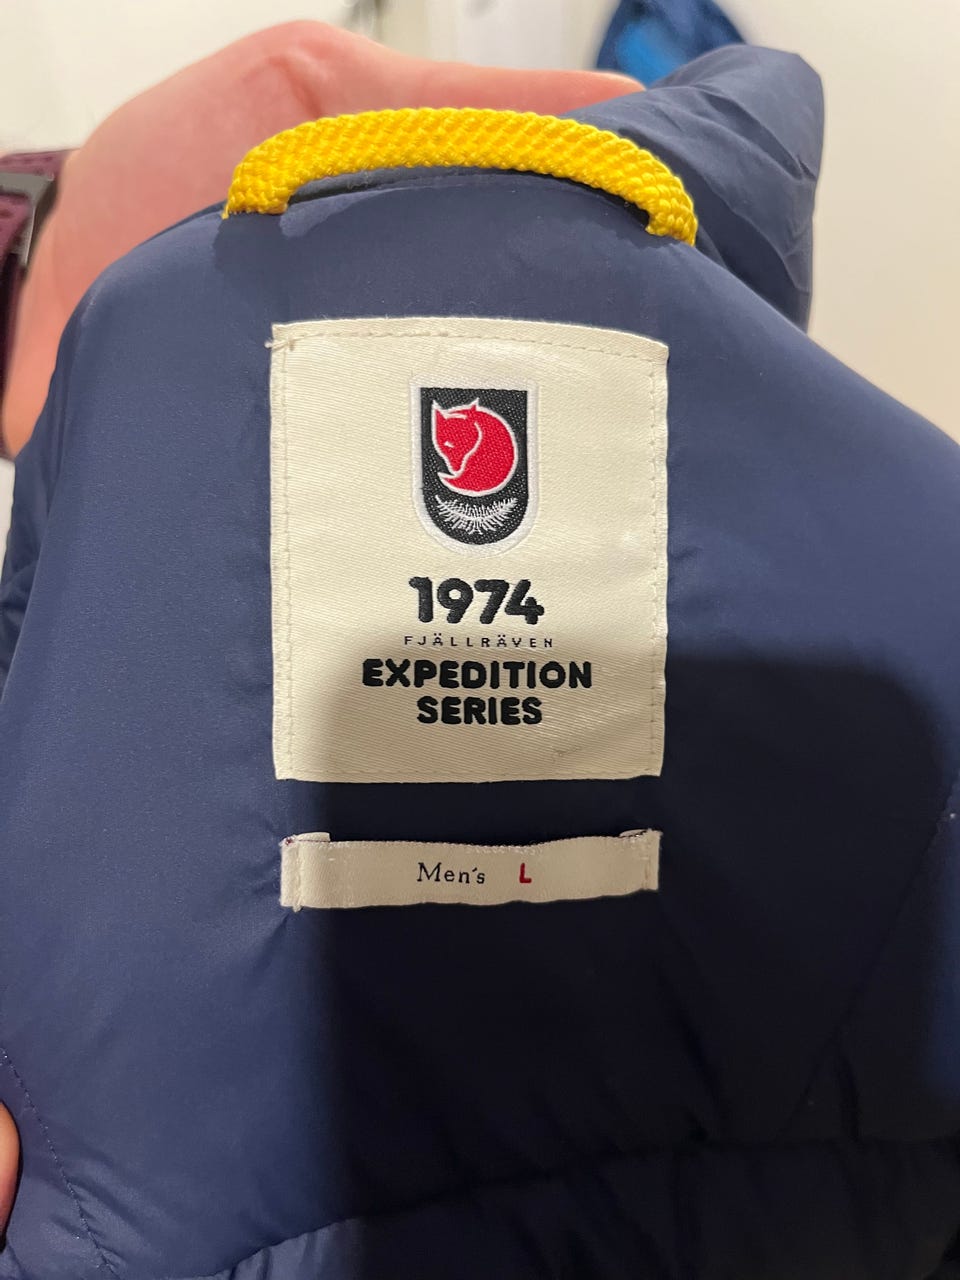 1974
FJÄLLRÄVEN
EXPEDITION
SERIES
Men's L